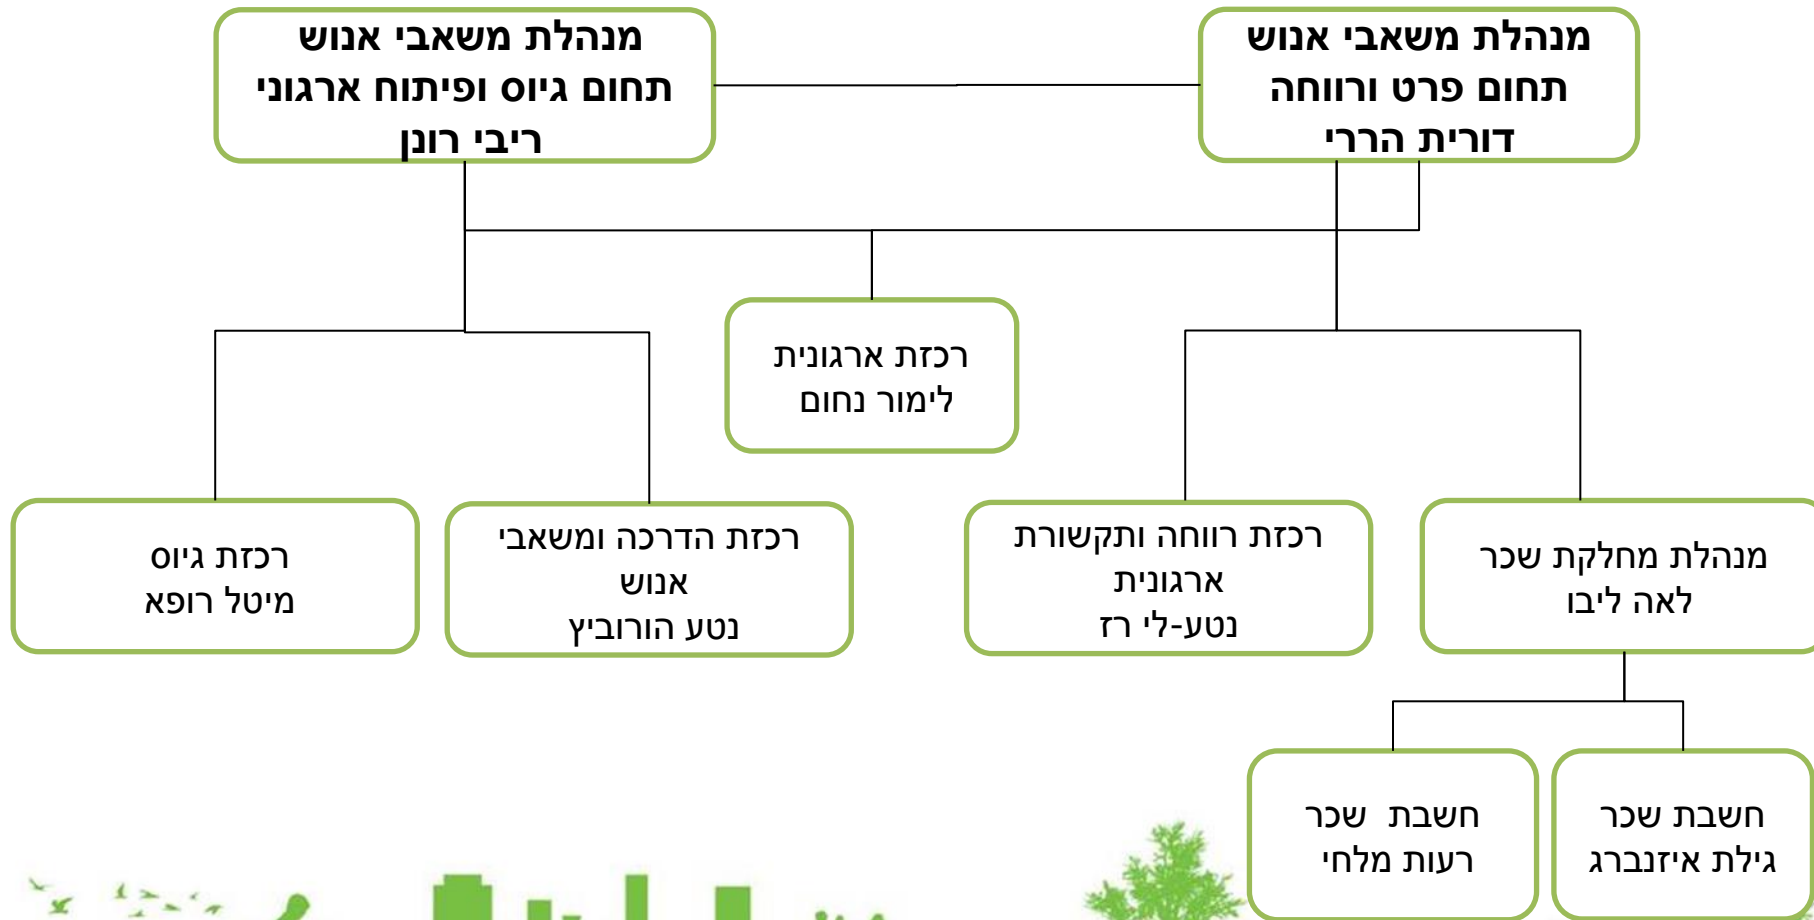 מנהלת משאבי אנוש
תחום פרט ורווחה
דורית הררי
מנהלת משאבי אנוש
תחום גיוס ופיתוח ארגוני
ריבי רונן
רכזת ארגונית
לימור נחום
מנהלת מחלקת שכר
לאה ליבו
רכזת רווחה ותקשורת
ארגונית
נטע-לי רז
רכזת הדרכה ומשאבי
אנוש
נטע הורוביץ
רכזת גיוס
מיטל רופא
חשבת שכר
גילת איזנברג
חשבת  שכר
רעות מלחי